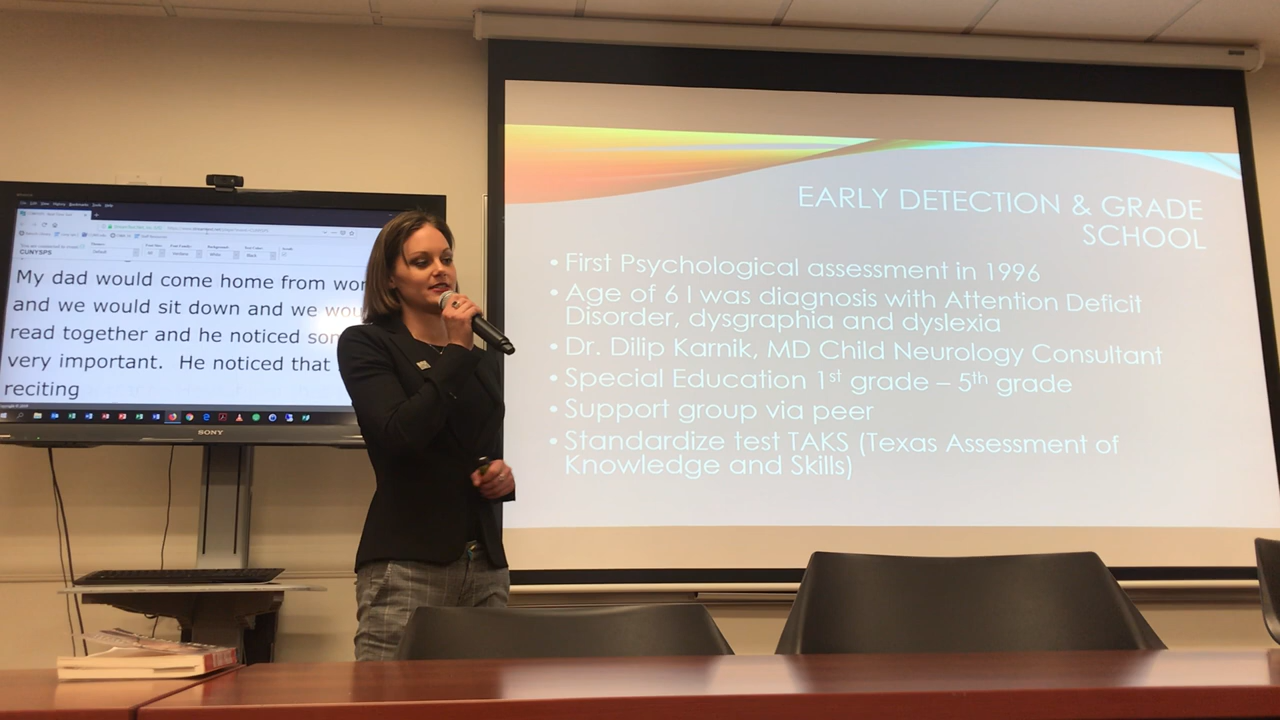 CUNYSPS
My dad would come home from wor
and we would sit down and we wou
read together and he noticed som
very important.  He noticed that
reciting
SONY
EARLY DETECTION & GRADE
SCHOOL
• First Psychological assessment in 1996
• Age of 6 I was diagnosis with Attention Deficit
Disorder, dysgraphia and dyslexia
• Dr. Dilip Karnik, MD Child Neurology Consultant
• Special Education 1st grade – 5th grade
• Support group via peer
• Standardize test TAKS (Texas Assessment of
Knowledge and Skills)